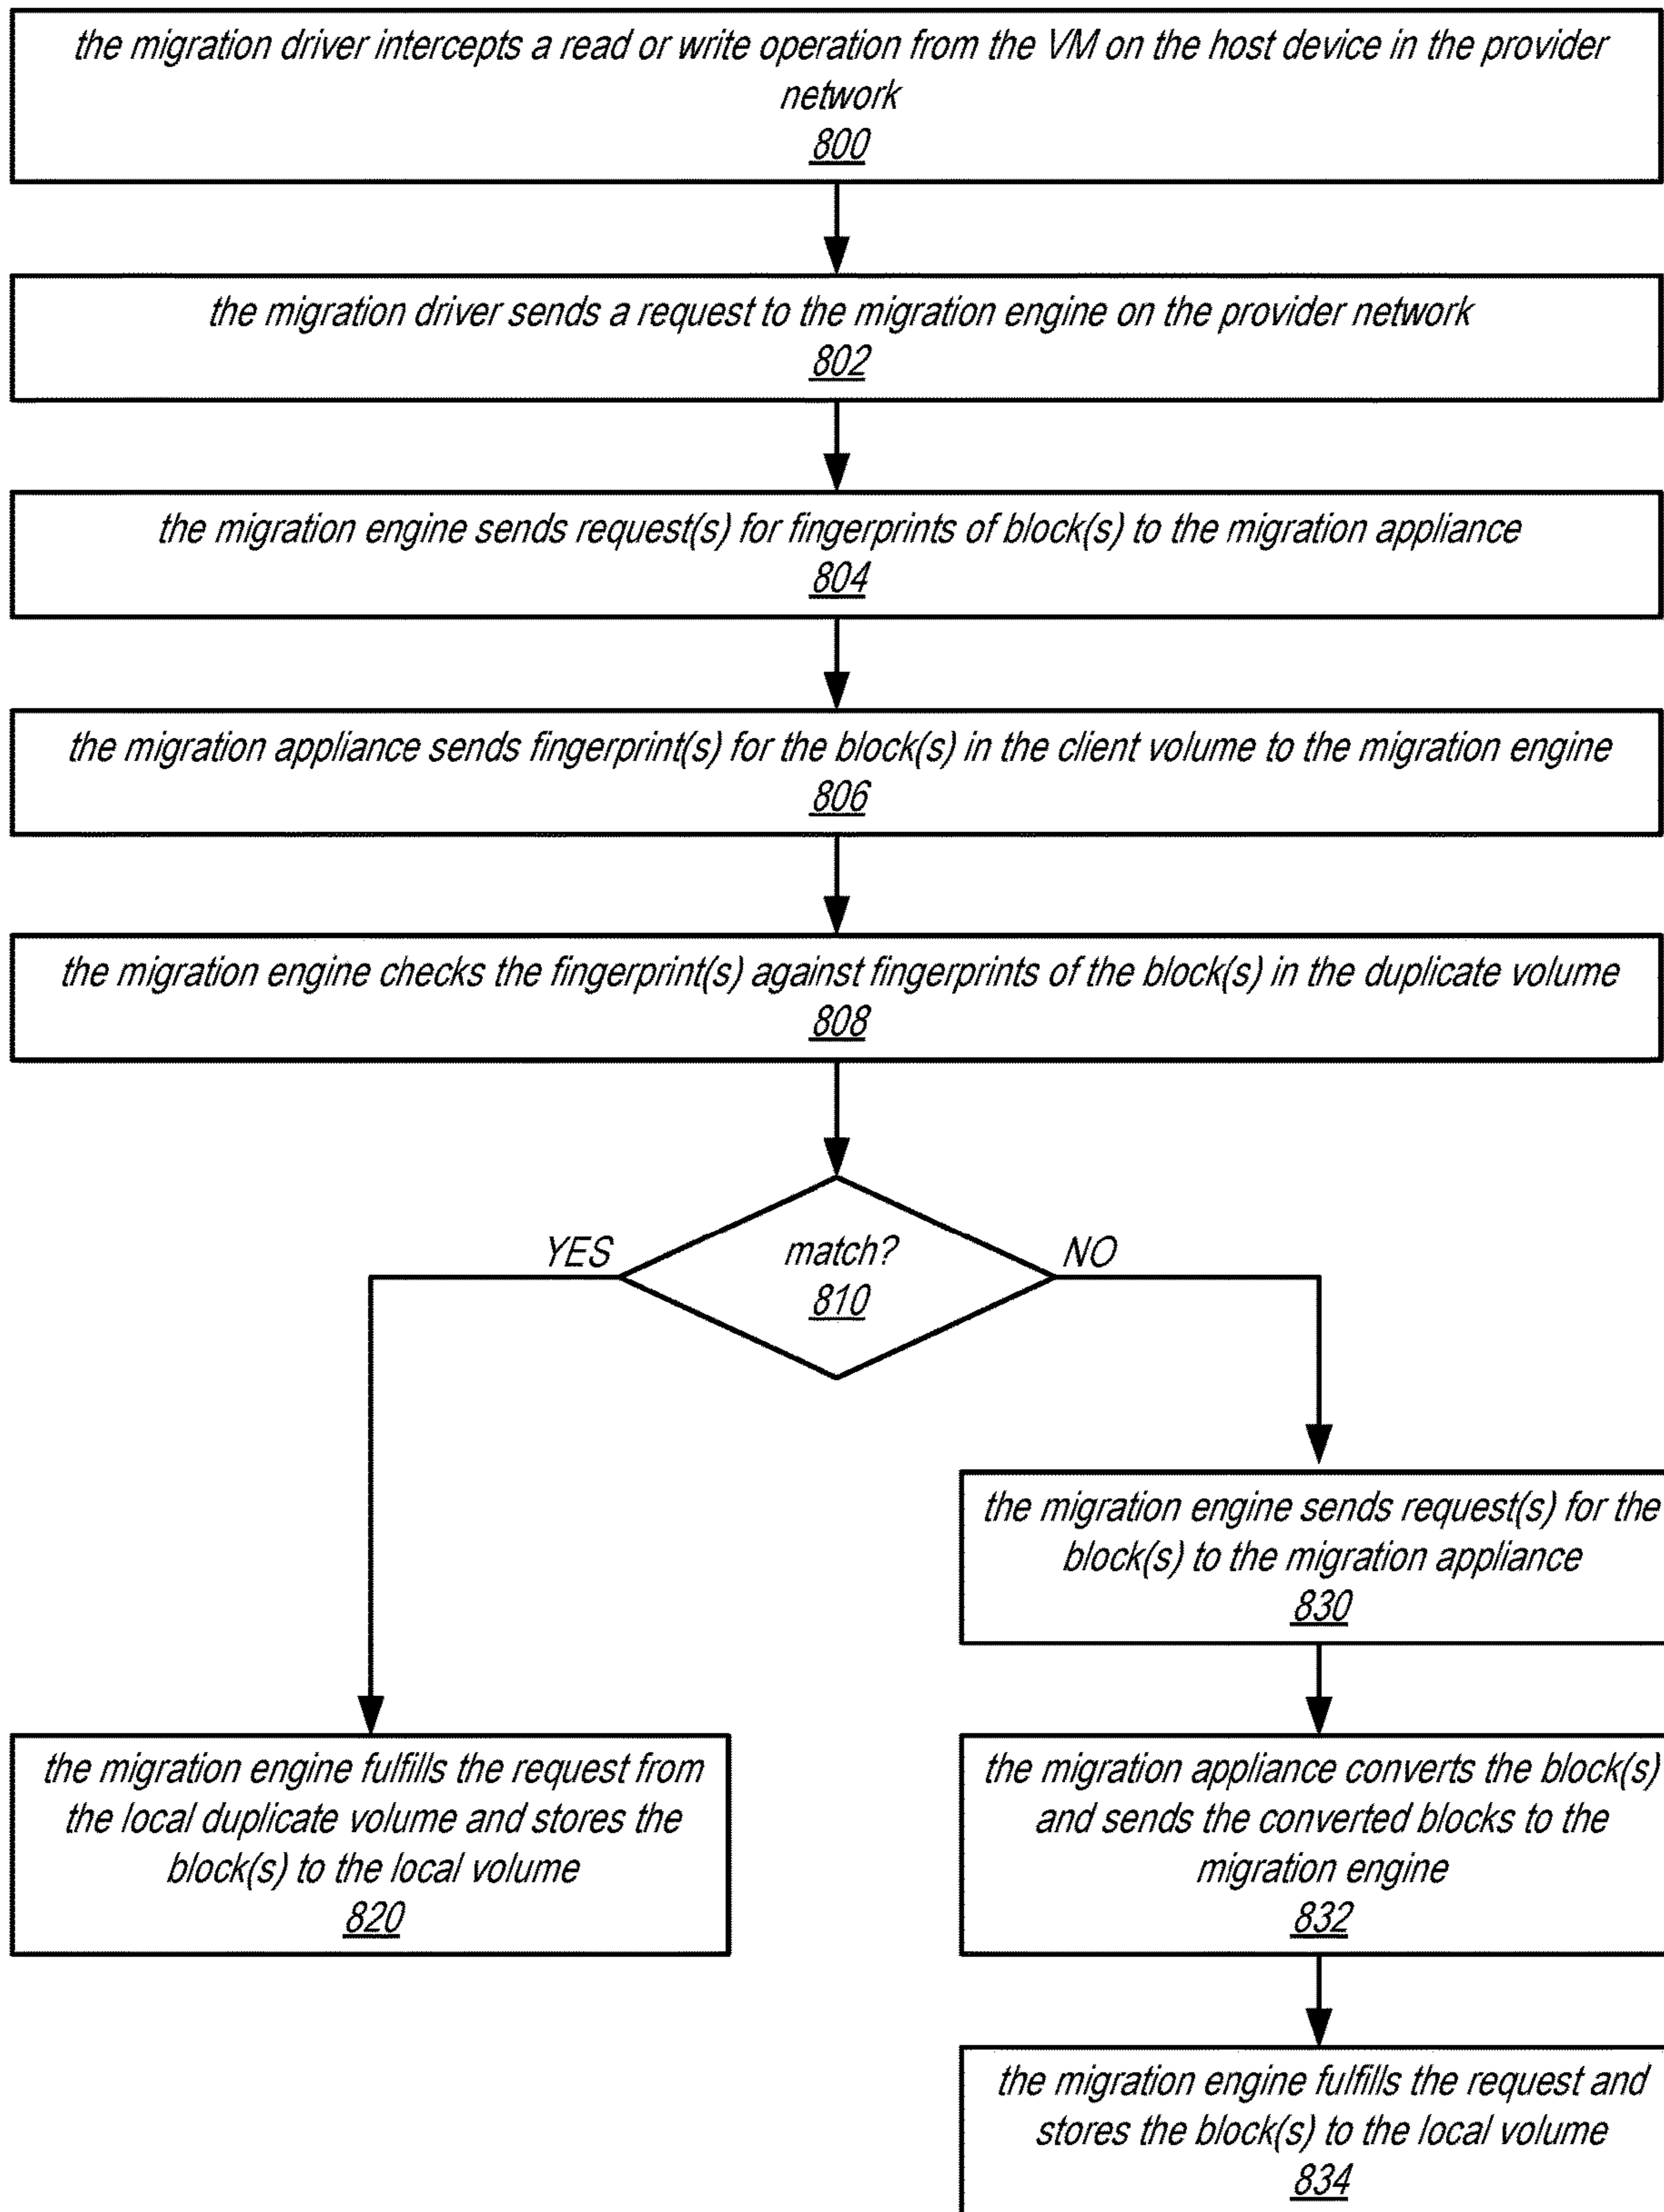 the migration driver intercepts a read or write operation from the VM on the host device in the provider
network
800
the migration driver sends a request to the migration engine on the provider network
802
the migration engine sends request(s) for fingerprints of block(s) to the migration appliance
804
the migration appliance sends fingerprint(s) for the block(s) in the client volume to the migration engine
806
the migration engine checks the fingerprint(s) against fingerprints of the block(s) in the duplicate volume
808
match?
810
YES
NO
the migration engine sends request(s) for the
block(s) to the migration appliance
830
the migration engine fulfills the request from
the local duplicate volume and stores the
block(s) to the local volume
820
the migration appliance converts the block(s)
and sends the converted blocks to the
migration engine
832
the migration engine fulfills the request and
stores the block(s) to the local volume
834